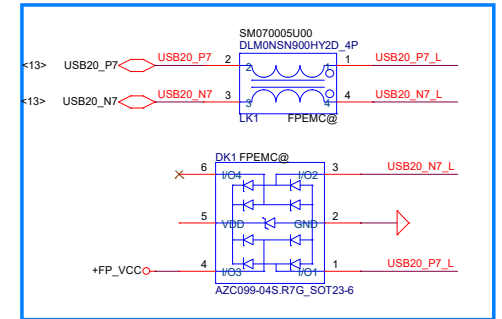 SM070005U00
DLM0NSN900HY2D_4P
<13> USB20_P7 USB20_P7 2 2 1 1 USB20_P7_L
<13> USB20_N7 USB20_N7 3 3 4 4 USB20_N7_L
LK1 FPEMC@
DK1 FPEMC@
6 I/O4 I/O2 3 USB20_N7_L
5 VDD GND 2
+FP_VCC 4 I/O3 I/O1 1 USB20_P7_L
AZC099-04S.R7G_SOT23-6